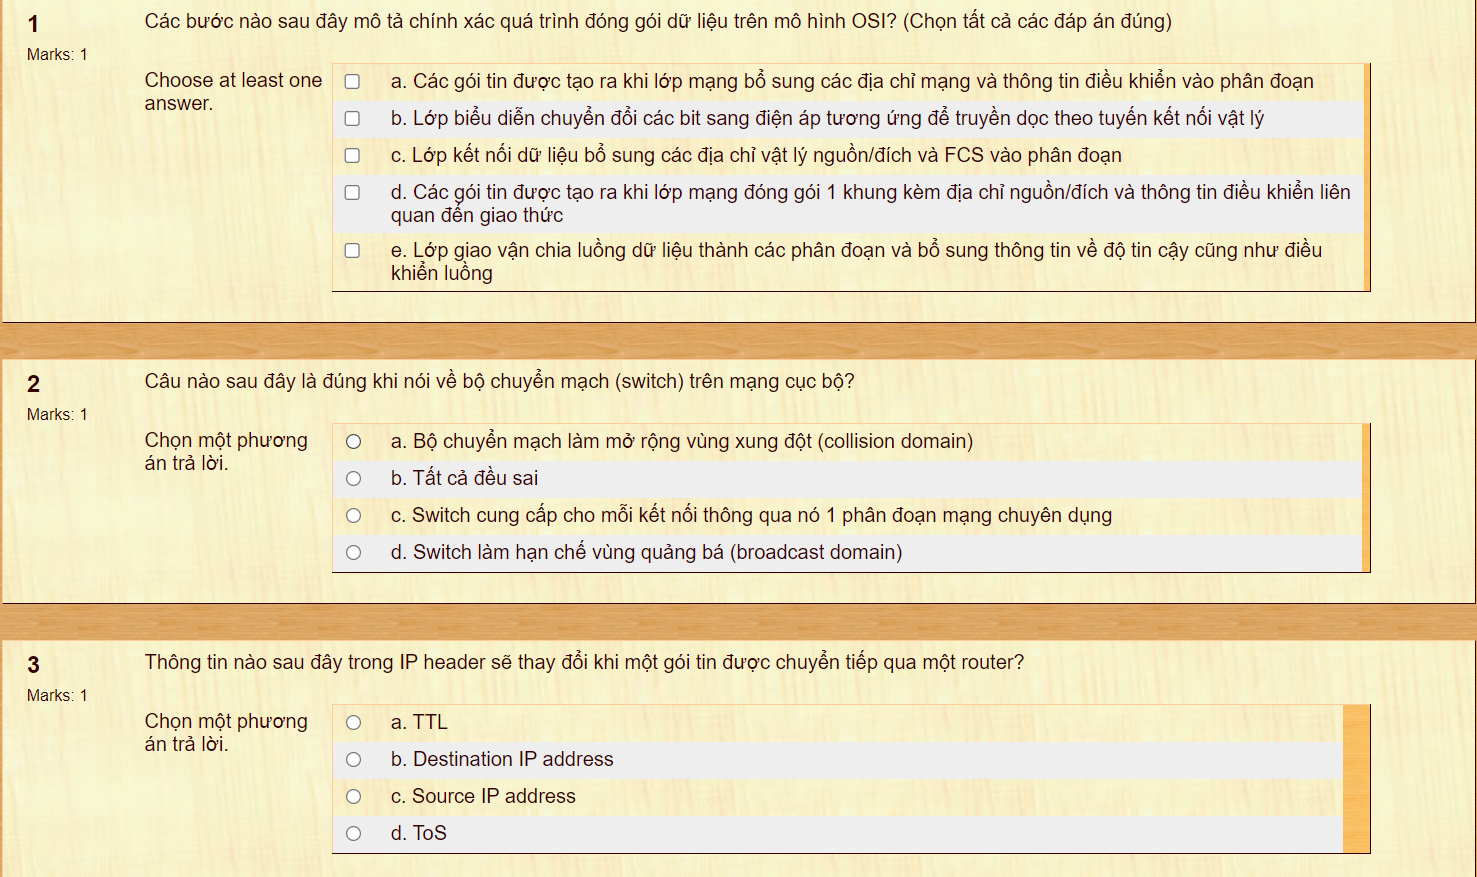 1
Marks: 1
Các bước nào sau đây mô tả chính xác quá trình đóng gói dữ liệu trên mô hình OSI? (Chọn tất cả các đáp án đúng)
Choose at least one
answer.
a. Các gói tin được tạo ra khi lớp mạng bổ sung các địa chỉ mạng và thông tin điều khiển vào phân đoạn
b. Lớp biểu diễn chuyển đổi các bit sang điện áp tương ứng để truyền dọc theo tuyến kết nối vật lý
c. Lớp kết nối dữ liệu bổ sung các địa chỉ vật lý nguồn/đích và FCS vào phân đoạn
d. Các gói tin được tạo ra khi lớp mạng đóng gói 1 khung kèm địa chỉ nguồn/đích và thông tin điều khiển liên
quan đến giao thức
e. Lớp giao vận chia luồng dữ liệu thành các phân đoạn và bổ sung thông tin về độ tin cậy cũng như điều
khiển luồng
2
Marks: 1
Câu nào sau đây là đúng khi nói về bộ chuyển mạch (switch) trên mạng cục bộ?
Chọn một phương
án trả lời.
a. Bộ chuyển mạch làm mở rộng vùng xung đột (collision domain)
b. Tất cả đều sai
c. Switch cung cấp cho mỗi kết nối thông qua nó 1 phân đoạn mạng chuyên dụng
d. Switch làm hạn chế vùng quảng bá (broadcast domain)
3
Marks: 1
Thông tin nào sau đây trong IP header sẽ thay đổi khi một gói tin được chuyển tiếp qua một router?
Chọn một phương
án trả lời.
a. TTL
b. Destination IP address
c. Source IP address
d. ToS